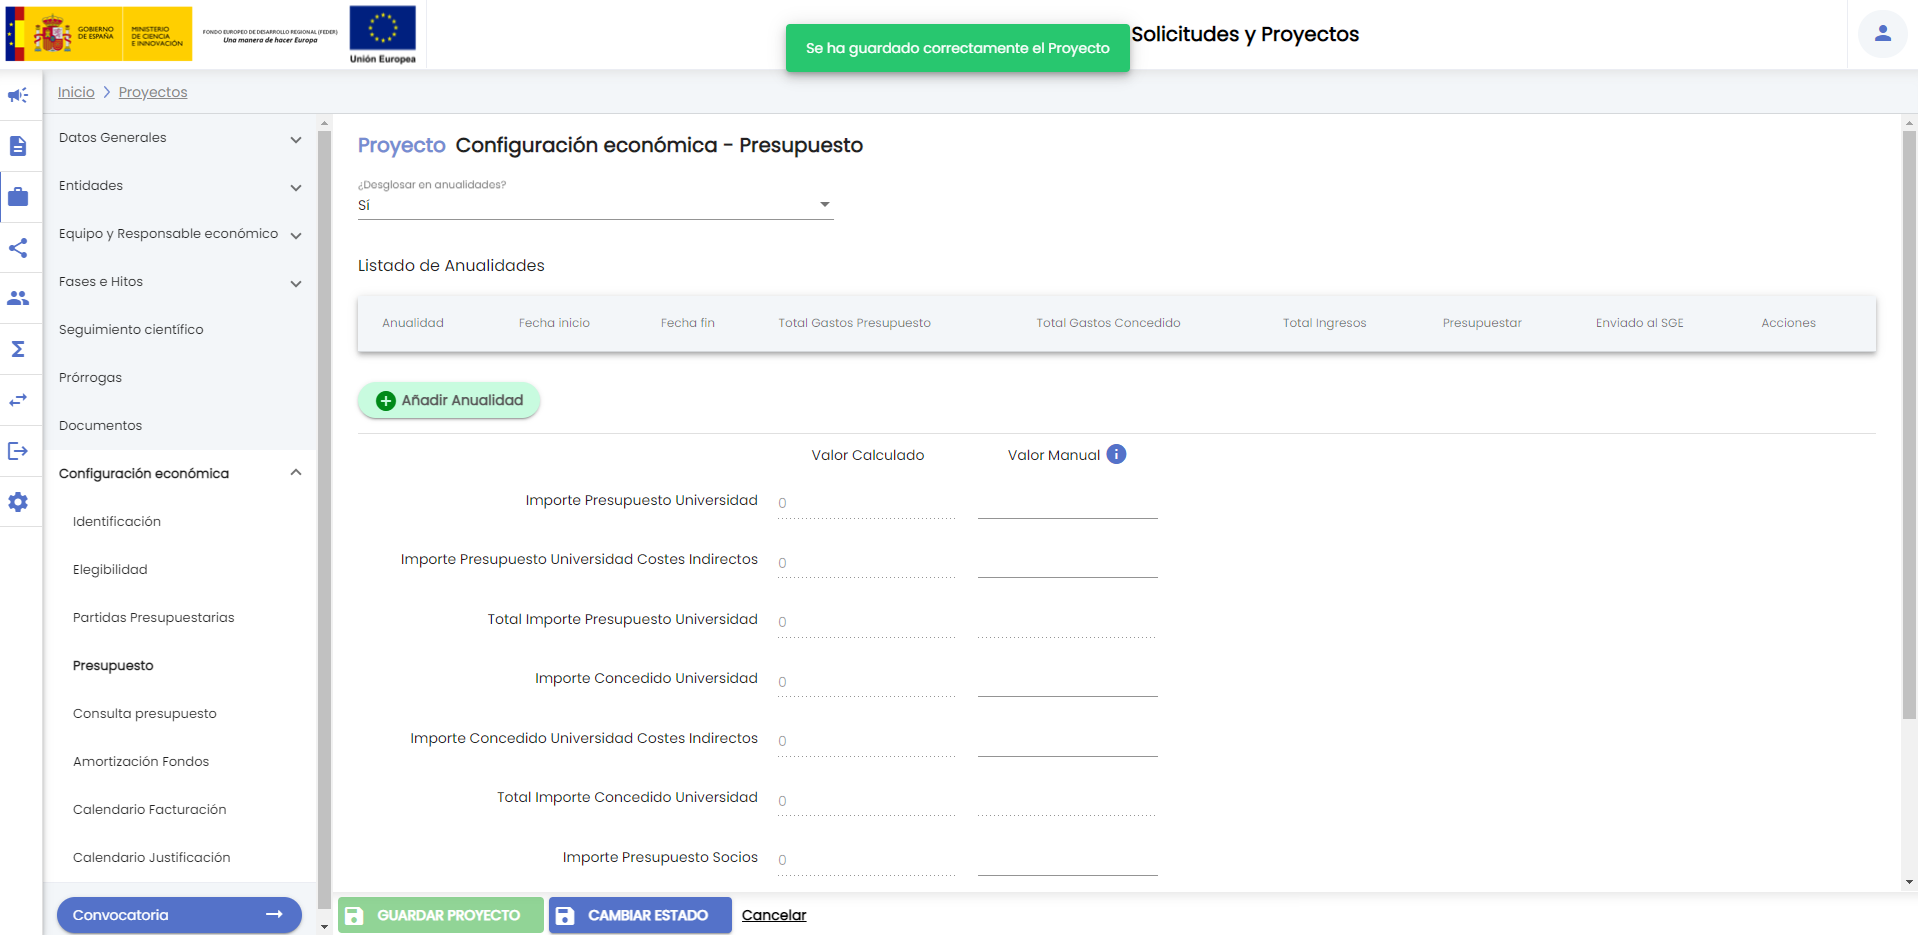 GOBIERNO
DE ESPAÑA
MINISTERIO
DE CIENCIA
E INNOVACIÓN
FONDO EUROPEO DE DESARROLLO REGIONAL (FEDER)
Una manera de hacer Europa
Unión Europea
Se ha guardado correctamente el Proyecto
Solicitudes y Proyectos
Inicio > Proyectos
Datos Generales
Entidades
Equipo y Responsable económico
Fases e Hitos
Seguimiento científico
Prórrogas
Documentos
Configuración económica
Identificación
Elegibilidad
Partidas Presupuestarias
Presupuesto
Consulta presupuesto
Amortización Fondos
Calendario Facturación
Calendario Justificación
Convocatoria
Proyecto Configuración económica - Presupuesto
¿Desglosar en anualidades?
Sí
Listado de Anualidades
Anualidad Fecha inicio Fecha fin Total Gastos Presupuesto Total Gastos Concedido Total Ingresos Presupuestar Enviado al SGE Acciones
Añadir Anualidad
Valor Calculado Valor Manual
Importe Presupuesto Universidad 0
Importe Presupuesto Universidad Costes Indirectos 0
Total Importe Presupuesto Universidad 0
Importe Concedido Universidad 0
Importe Concedido Universidad Costes Indirectos 0
Total Importe Concedido Universidad 0
Importe Presupuesto Socios 0
GUARDAR PROYECTO CAMBIAR ESTADO Cancelar